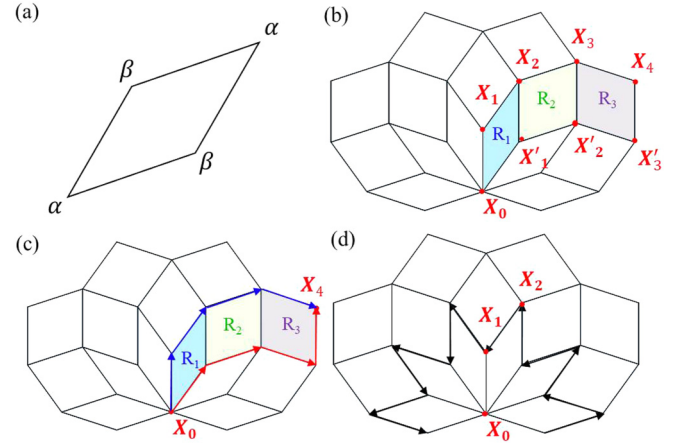 (a)
α
β
β
α
(b)
X₃
X₂
X₄
X₁
R₂
R₃
R₁
X′₁
X′₂
X′₃
X₀
(c)
X₄
R₂
R₃
R₁
X₀
(d)
X₂
X₁
X₀